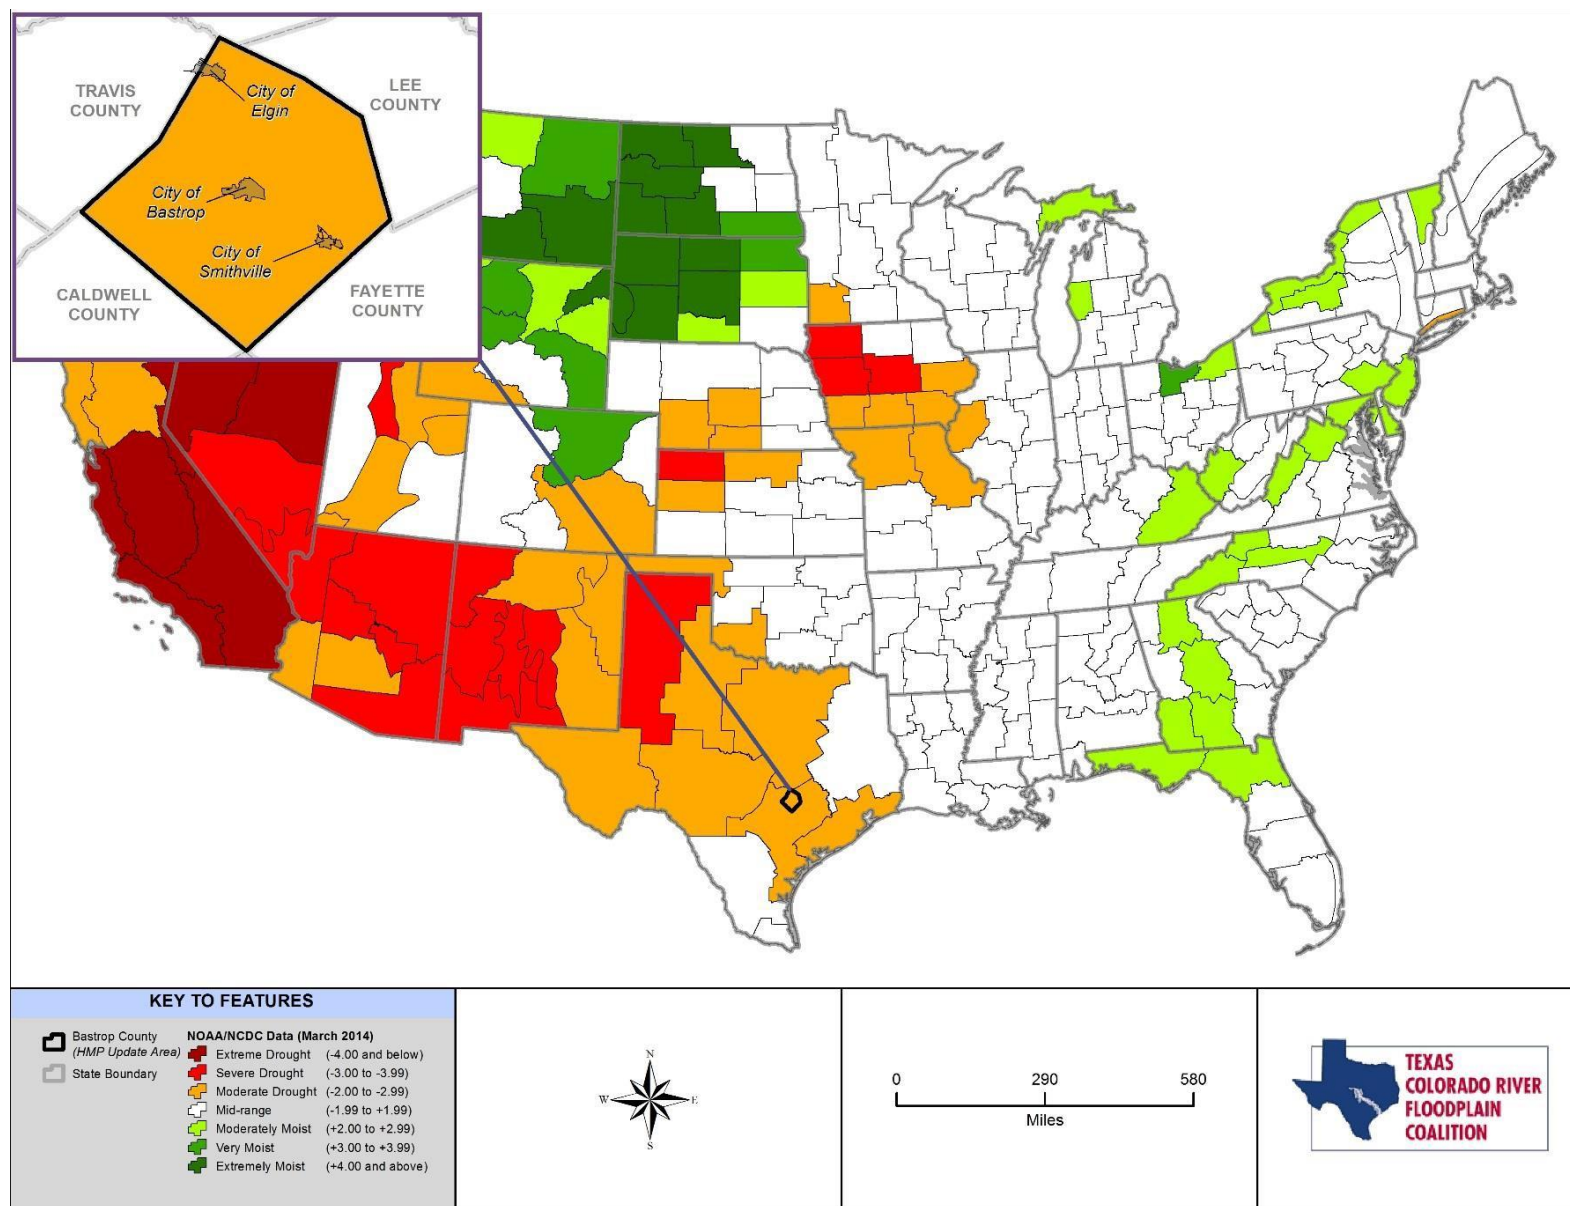 TRAVIS
COUNTY
LEE
COUNTY
City of
Elgin
City of
Bastrop
City of
Smithville
CALDWELL
COUNTY
FAYETTE
COUNTY
KEY TO FEATURES
Bastrop County
(HMP Update Area)
State Boundary
NOAA/NCDC Data (March 2014)
Extreme Drought (-4.00 and below)
Severe Drought (-3.00 to -3.99)
Moderate Drought (-2.00 to -2.99)
Mid-range (-1.99 to +1.99)
Moderately Moist (+2.00 to +2.99)
Very Moist (+3.00 to +3.99)
Extremely Moist (+4.00 and above)
N
W E
S
0 290 580
Miles
TEXAS
COLORADO RIVER
FLOODPLAIN
COALITION